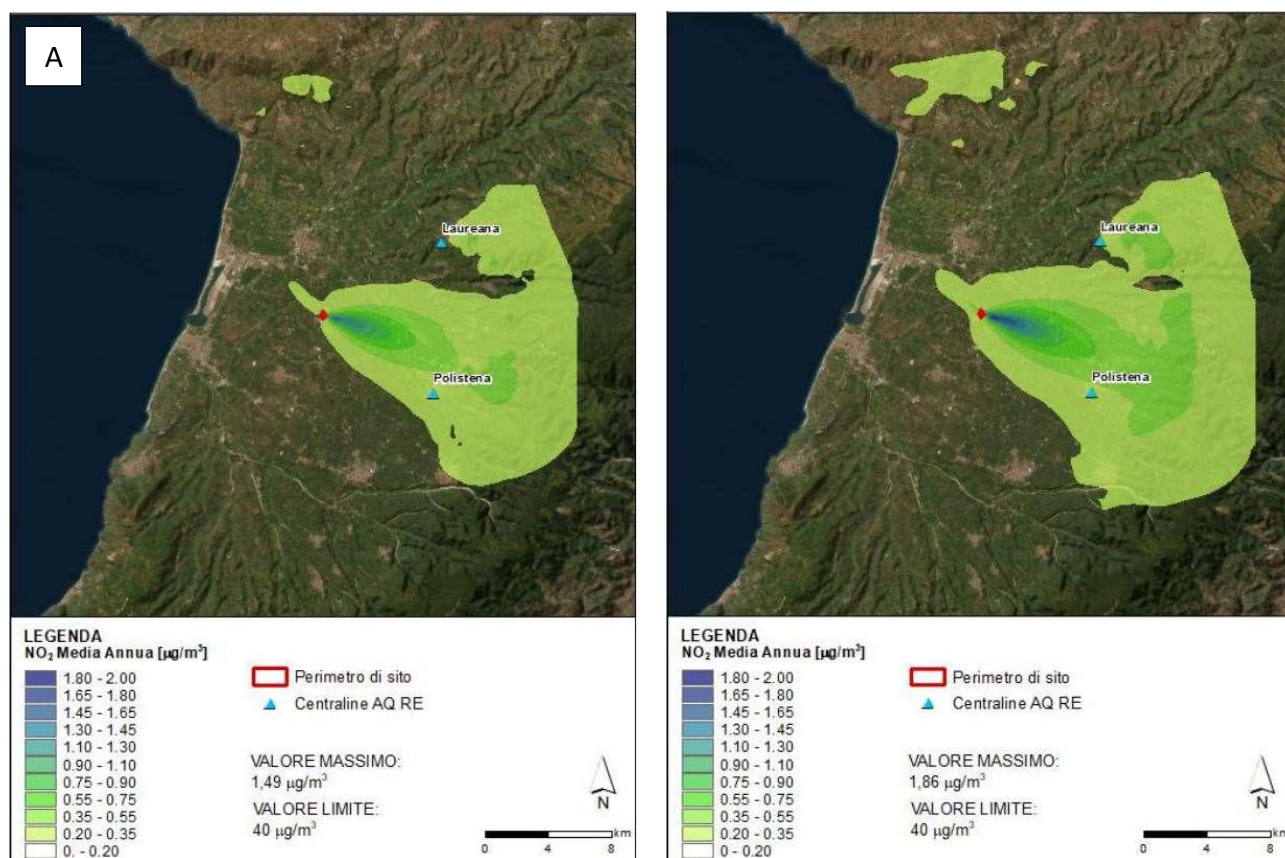 A
Laureana
Polistena
LEGENDA
NO₂ Media Annua [µg/m³]
1.80 - 2.00
1.65 - 1.80
1.45 - 1.65
1.30 - 1.45
1.10 - 1.30
0.90 - 1.10
0.75 - 0.90
0.55 - 0.75
0.35 - 0.55
0.20 - 0.35
0. - 0.20
Perimetro di sito
Centraline AQ RE
VALORE MASSIMO:
1,49 µg/m³
VALORE LIMITE:
40 µg/m³
N
km
0 4 8
Laureana
Polistena
LEGENDA
NO₂ Media Annua [µg/m³]
1.80 - 2.00
1.65 - 1.80
1.45 - 1.65
1.30 - 1.45
1.10 - 1.30
0.90 - 1.10
0.75 - 0.90
0.55 - 0.75
0.35 - 0.55
0.20 - 0.35
0. - 0.20
Perimetro di sito
Centraline AQ RE
VALORE MASSIMO:
1,86 µg/m³
VALORE LIMITE:
40 µg/m³
N
km
0 4 8